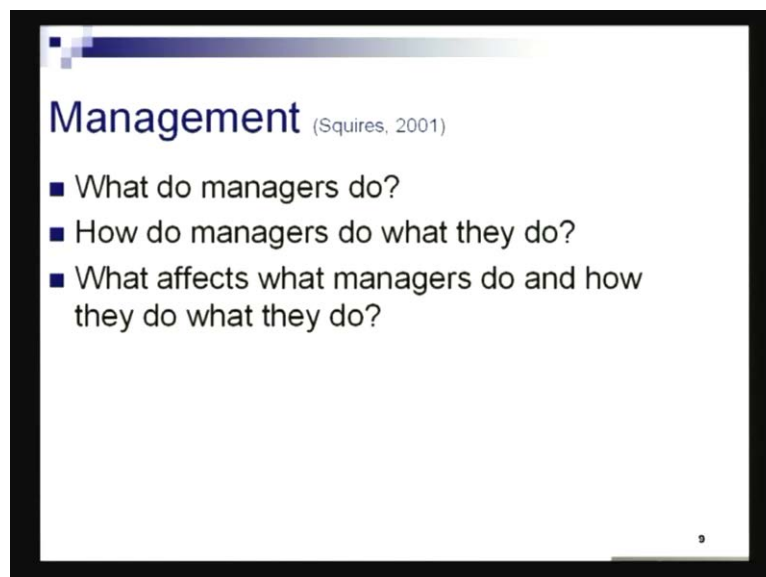 Management (Squires, 2001)
What do managers do?
How do managers do what they do?
What affects what managers do and how
they do what they do?
9